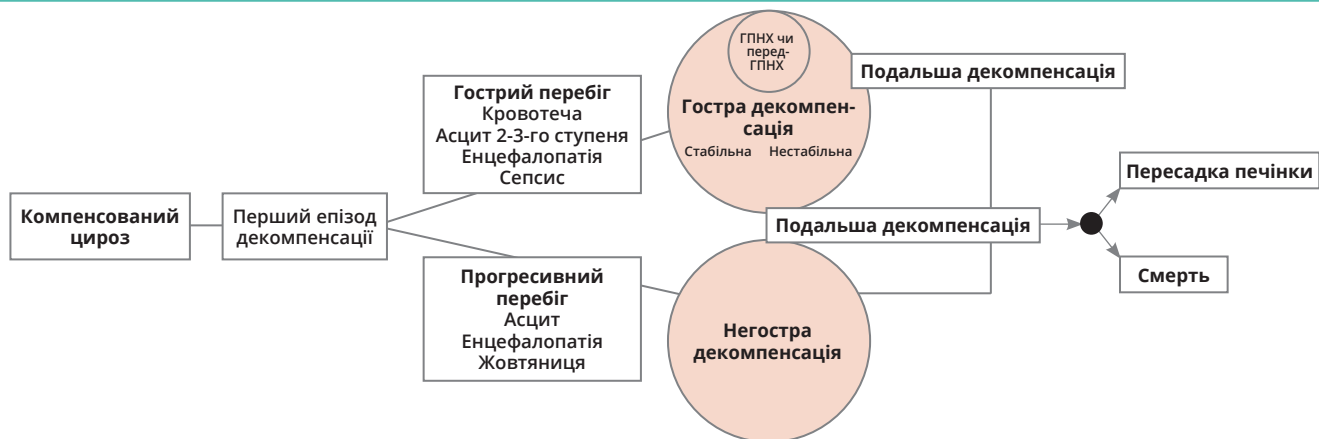 Компенсований
цироз
Перший епізод
декомпенсації
Гострий перебіг
Кровотеча
Асцит 2-3-го ступеня
Енцефалопатія
Сепсис
Прогресивний
перебіг
Асцит
Енцефалопатія
Жовтяниця
ГПНХ чи
перед-
ГПНХ
Гостра декомпен-
сація
Стабільна Нестабільна
Негостра
декомпенсація
Подальша декомпенсація
Подальша декомпенсація
Пересадка печінки
Смерть